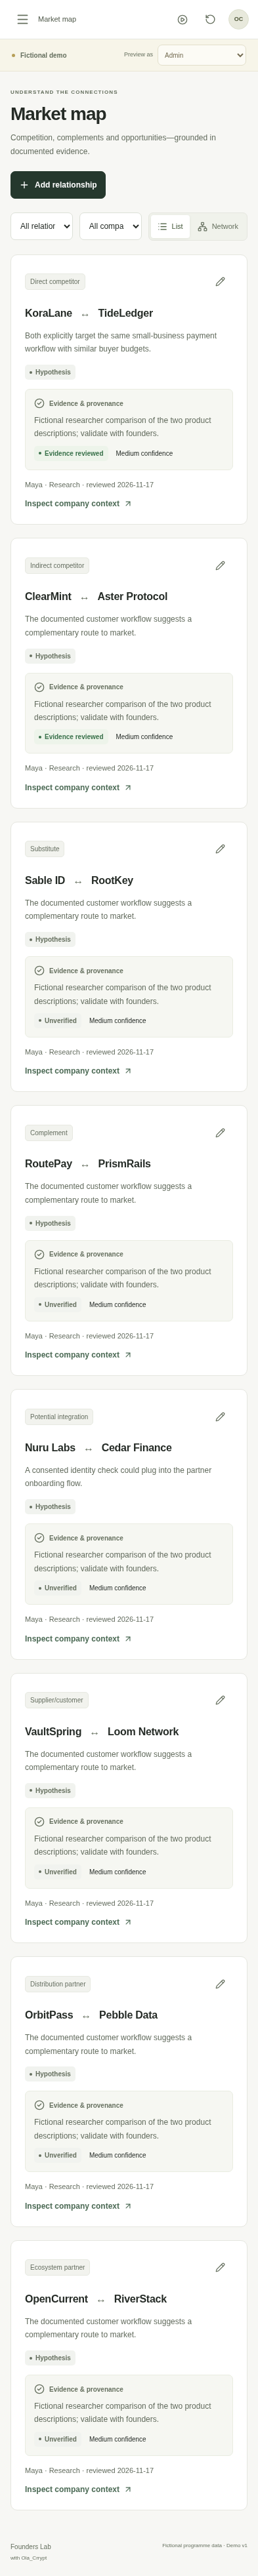 Market map
OC
Fictional demo
Preview as
Admin
UNDERSTAND THE CONNECTIONS
Market map
Competition, complements and opportunities—grounded in
documented evidence.
Add relationship
All relation
All compa
List
Network
Direct competitor
KoraLane ↔ TideLedger
Both explicitly target the same small-business payment
workflow with similar buyer budgets.
Hypothesis
Evidence & provenance
Fictional researcher comparison of the two product
descriptions; validate with founders.
Evidence reviewed Medium confidence
Maya · Research · reviewed 2026-11-17
Inspect company context
Indirect competitor
ClearMint ↔ Aster Protocol
The documented customer workflow suggests a
complementary route to market.
Hypothesis
Evidence & provenance
Fictional researcher comparison of the two product
descriptions; validate with founders.
Evidence reviewed Medium confidence
Maya · Research · reviewed 2026-11-17
Inspect company context
Substitute
Sable ID ↔ RootKey
The documented customer workflow suggests a
complementary route to market.
Hypothesis
Evidence & provenance
Fictional researcher comparison of the two product
descriptions; validate with founders.
Unverified Medium confidence
Maya · Research · reviewed 2026-11-17
Inspect company context
Complement
RoutePay ↔ PrismRails
The documented customer workflow suggests a
complementary route to market.
Hypothesis
Evidence & provenance
Fictional researcher comparison of the two product
descriptions; validate with founders.
Unverified Medium confidence
Maya · Research · reviewed 2026-11-17
Inspect company context
Potential integration
Nuru Labs ↔ Cedar Finance
A consented identity check could plug into the partner
onboarding flow.
Hypothesis
Evidence & provenance
Fictional researcher comparison of the two product
descriptions; validate with founders.
Unverified Medium confidence
Maya · Research · reviewed 2026-11-17
Inspect company context
Supplier/customer
VaultSpring ↔ Loom Network
The documented customer workflow suggests a
complementary route to market.
Hypothesis
Evidence & provenance
Fictional researcher comparison of the two product
descriptions; validate with founders.
Unverified Medium confidence
Maya · Research · reviewed 2026-11-17
Inspect company context
Distribution partner
OrbitPass ↔ Pebble Data
The documented customer workflow suggests a
complementary route to market.
Hypothesis
Evidence & provenance
Fictional researcher comparison of the two product
descriptions; validate with founders.
Unverified Medium confidence
Maya · Research · reviewed 2026-11-17
Inspect company context
Ecosystem partner
OpenCurrent ↔ RiverStack
The documented customer workflow suggests a
complementary route to market.
Hypothesis
Evidence & provenance
Fictional researcher comparison of the two product
descriptions; validate with founders.
Unverified Medium confidence
Maya · Research · reviewed 2026-11-17
Inspect company context
Founders Lab
with Ola_Crrypt
Fictional programme data · Demo v1